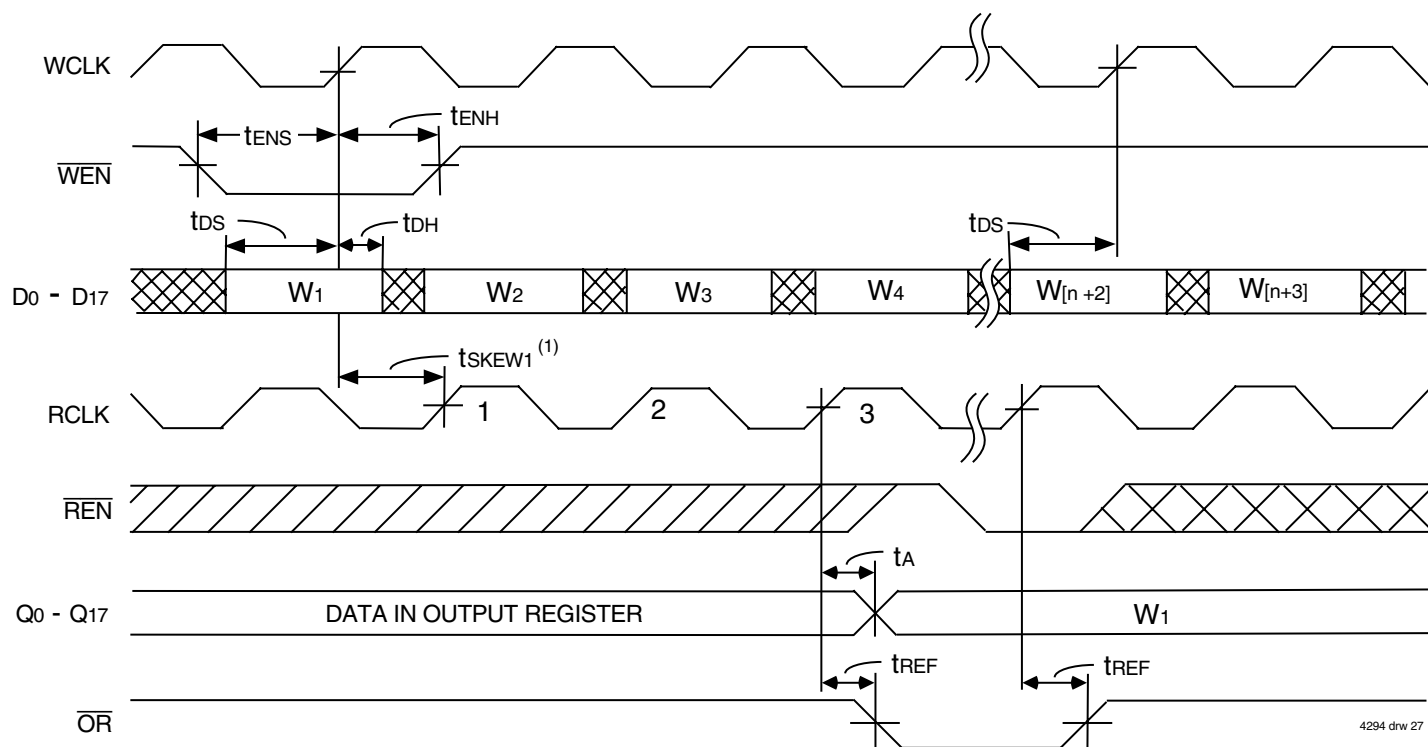 WCLK
tENS
tENH
WEN
tDS
tDH
tDS
D0 - D17
W1
W2
W3
W4
W[n +2]
W[n+3]
tSKEW1 (1)
RCLK
1
2
3
REN
tA
Q0 - Q17
DATA IN OUTPUT REGISTER
W1
tREF
tREF
OR
4294 drw 27